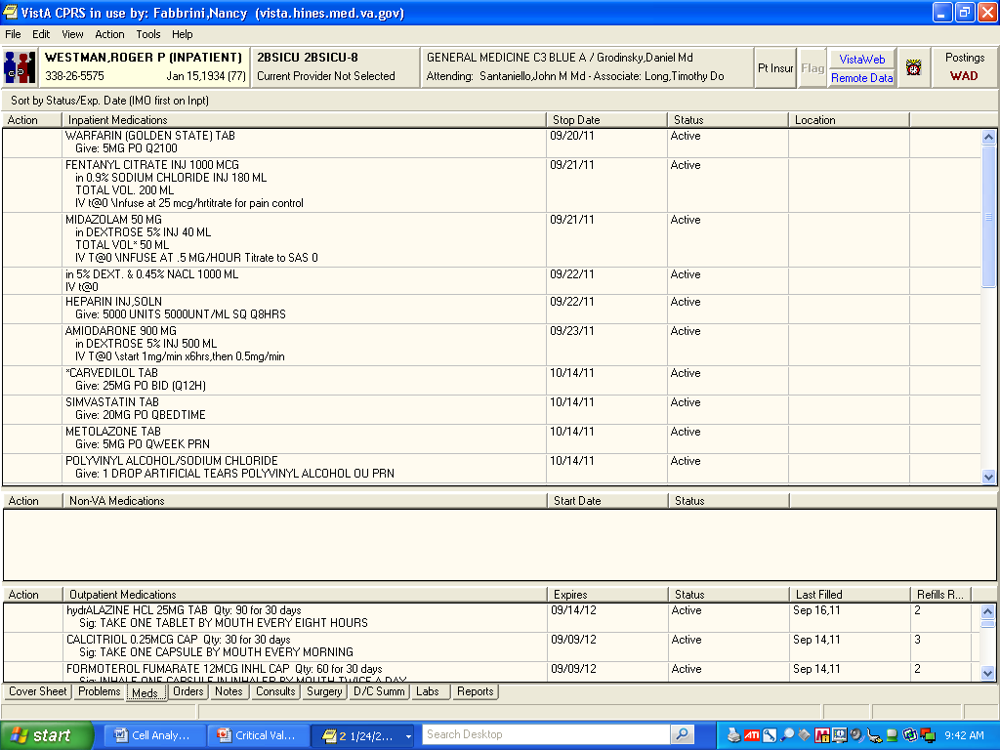 VistA CPRS in use by: Fabbrini,Nancy (vista.hines.med.va.gov)
File Edit View Action Tools Help
WESTMAN,ROGER P (INPATIENT)
338-26-5575 Jan 15,1934 (77)
2BSICU 2BSICU-8
Current Provider Not Selected
GENERAL MEDICINE C3 BLUE A / Grodinsky,Daniel Md
Attending: Santaniello,John M Md - Associate: Long,Timothy Do
Pt Insur
Flag
VistaWeb
Remote Data
Postings
WAD
Sort by Status/Exp. Date (IMO first on Inpt)
Action Inpatient Medications Stop Date Status Location
WARFARIN (GOLDEN STATE) TAB 09/20/11 Active
Give: 5MG PO Q2100
FENTANYL CITRATE INJ 1000 MCG 09/21/11 Active
in 0.9% SODIUM CHLORIDE INJ 180 ML
TOTAL VOL. 200 ML
IV t@0 \Infuse at 25 mcg/hrtitrate for pain control
MIDAZOLAM 50 MG 09/21/11 Active
in DEXTROSE 5% INJ 40 ML
TOTAL VOL* 50 ML
IV T@0 \INFUSE AT .5 MG/HOUR Titrate to SAS 0
in 5% DEXT. & 0.45% NACL 1000 ML 09/22/11 Active
IV t@0
HEPARIN INJ,SOLN 09/22/11 Active
Give: 5000 UNITS 5000UNT/ML SQ Q8HRS
AMIODARONE 900 MG 09/23/11 Active
in DEXTROSE 5% INJ 500 ML
IV T@0 \start 1mg/min x6hrs,then 0.5mg/min
*CARVEDILOL TAB 10/14/11 Active
Give: 25MG PO BID (Q12H)
SIMVASTATIN TAB 10/14/11 Active
Give: 20MG PO QBEDTIME
METOLAZONE TAB 10/14/11 Active
Give: 5MG PO QWEEK PRN
POLYVINYL ALCOHOL/SODIUM CHLORIDE 10/14/11 Active
Give: 1 DROP ARTIFICIAL TEARS POLYVINYL ALCOHOL OU PRN
Action Non-VA Medications Start Date Status
Action Outpatient Medications Expires Status Last Filled Refills R...
hydrALAZINE HCL 25MG TAB Qty: 90 for 30 days 09/14/12 Active Sep 16,11 2
Sig: TAKE ONE TABLET BY MOUTH EVERY EIGHT HOURS
CALCITRIOL 0.25MCG CAP Qty: 30 for 30 days 09/09/12 Active Sep 14,11 3
Sig: TAKE ONE CAPSULE BY MOUTH EVERY MORNING
FORMOTEROL FUMARATE 12MCG INHL CAP Qty: 60 for 30 days 09/09/12 Active Sep 14,11 2
Sig: INHALE ONE CAPSULE IN INHALER BY MOUTH TWICE A DAY
Cover Sheet Problems Meds Orders Notes Consults Surgery D/C Summ Labs Reports
start Cell Analy... Critical Val... 2 1/24/2... Search Desktop ATI 9:42 AM